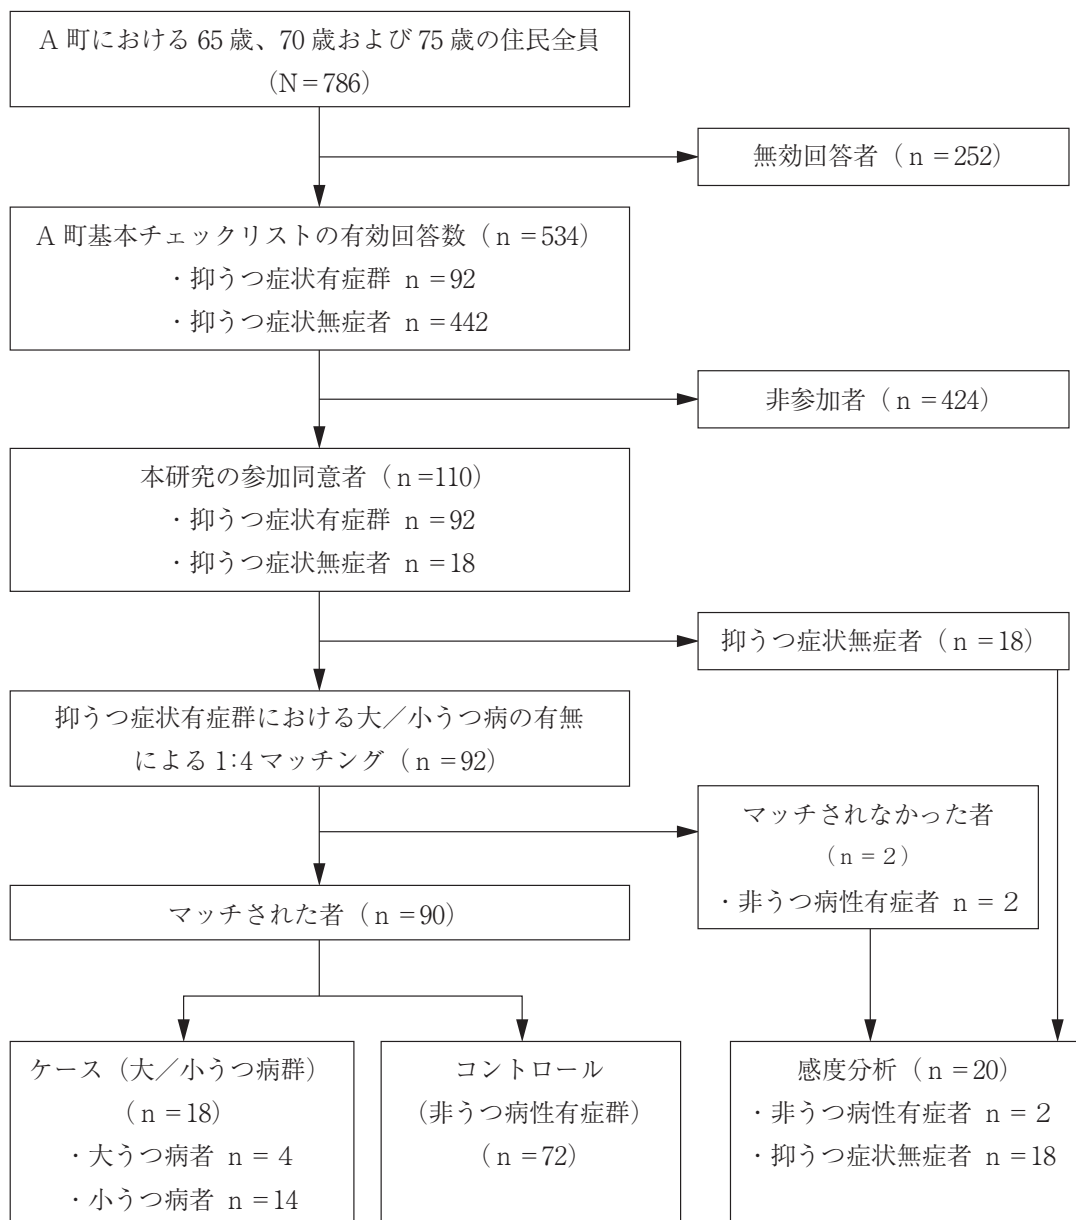 A 町における 65 歳、70 歳および 75 歳の住民全員
（N＝786）
無効回答者（n＝252）
A 町基本チェックリストの有効回答数（n＝534）
・抑うつ症状有症群 n＝92
・抑うつ症状無症者 n＝442
非参加者（n＝424）
本研究の参加同意者（n=110）
・抑うつ症状有症群 n＝92
・抑うつ症状無症者 n＝18
抑うつ症状無症者（n＝18）
抑うつ症状有症群における大／小うつ病の有無
による 1:4 マッチング（n＝92）
マッチされなかった者
（n＝2）
・非うつ病性有症者 n＝2
マッチされた者（n＝90）
ケース（大／小うつ病群）
（n＝18）
・大うつ病者 n＝4
・小うつ病者 n＝14
コントロール
（非うつ病性有症群）
（n＝72）
感度分析（n＝20）
・非うつ病性有症者 n＝2
・抑うつ症状無症者 n＝18